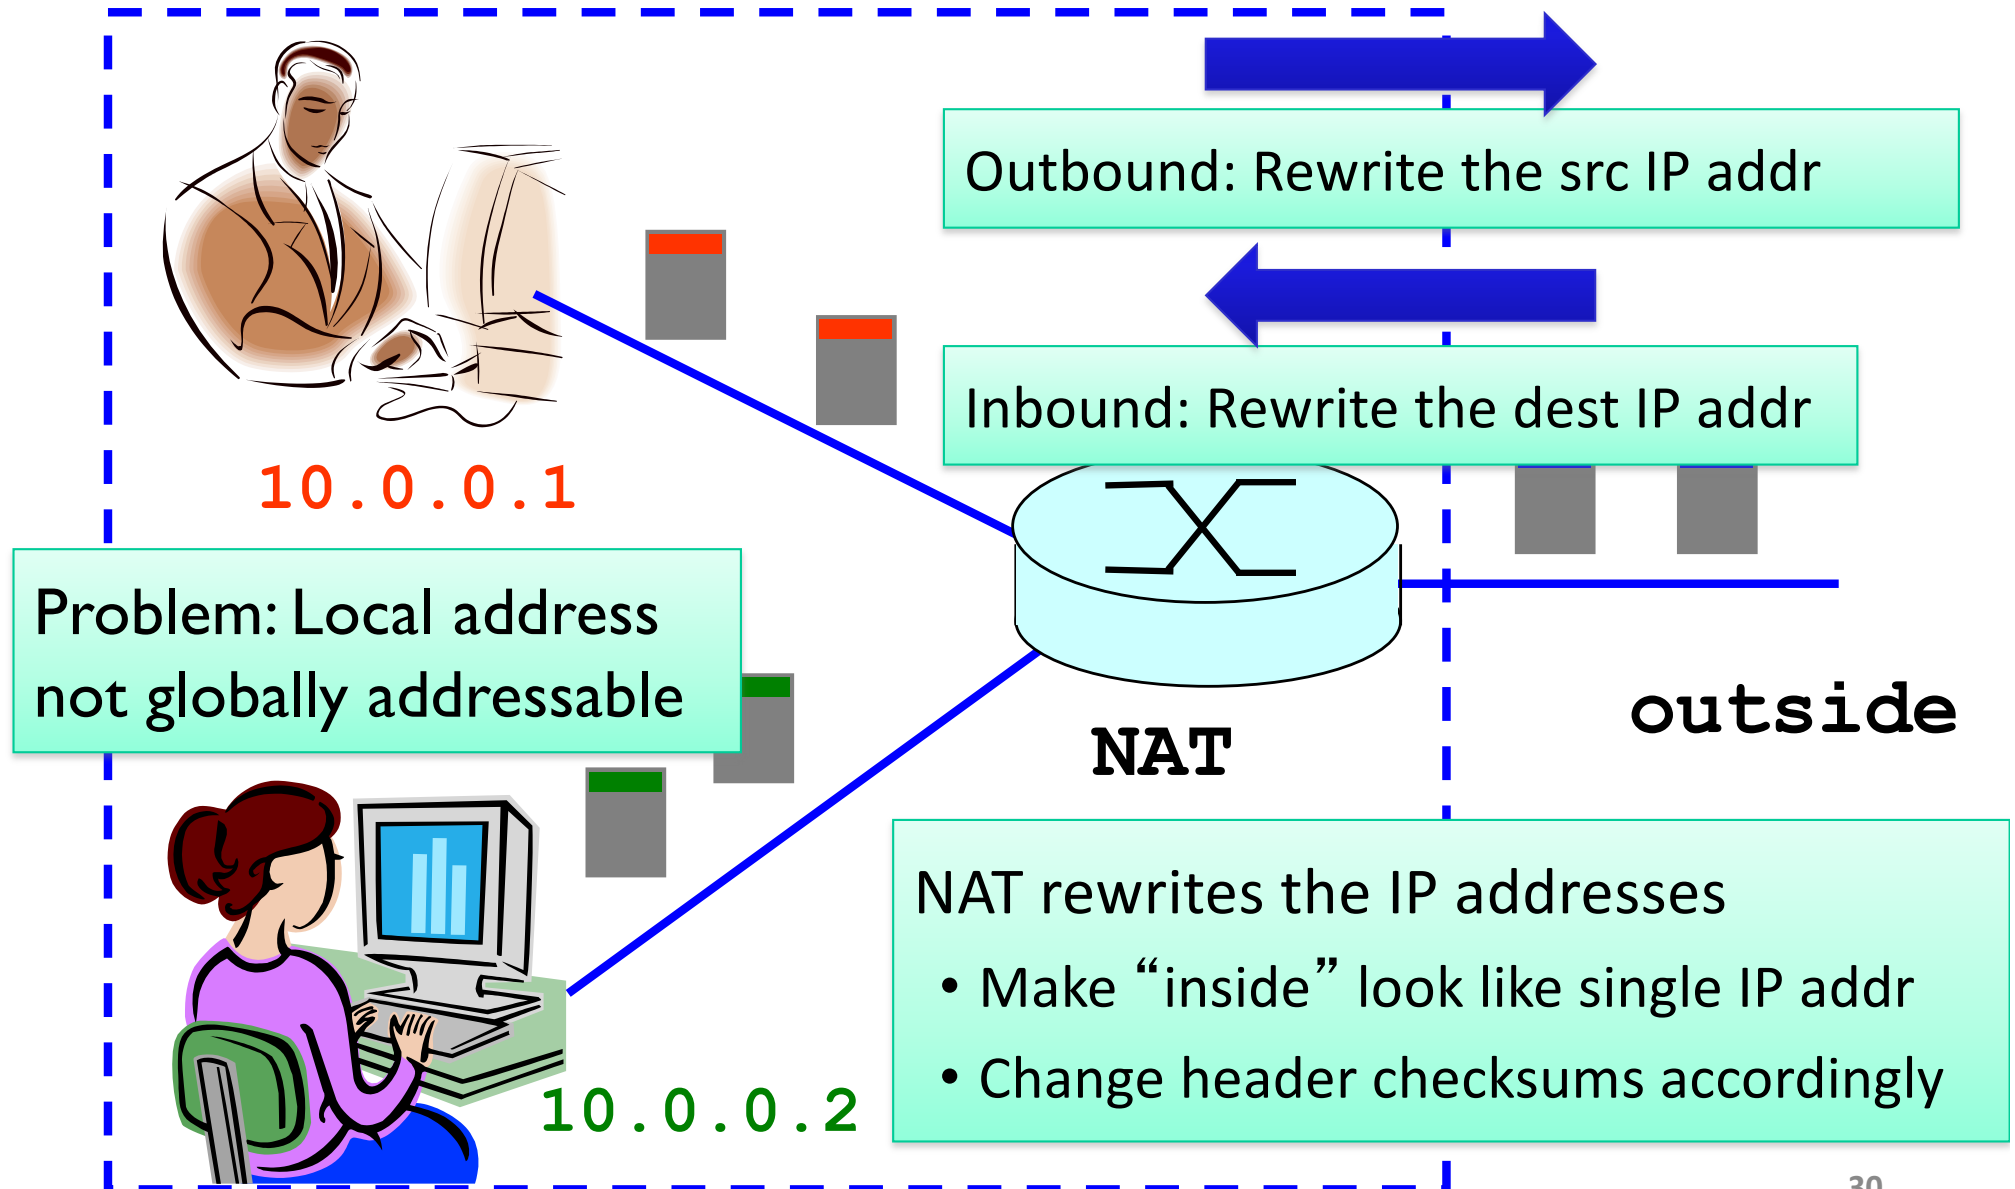 Outbound: Rewrite the src IP addr
Inbound: Rewrite the dest IP addr
10.0.0.1
Problem: Local address
not globally addressable
outside
NAT
NAT rewrites the IP addresses
• Make “inside” look like single IP addr
• Change header checksums accordingly
10.0.0.2
30